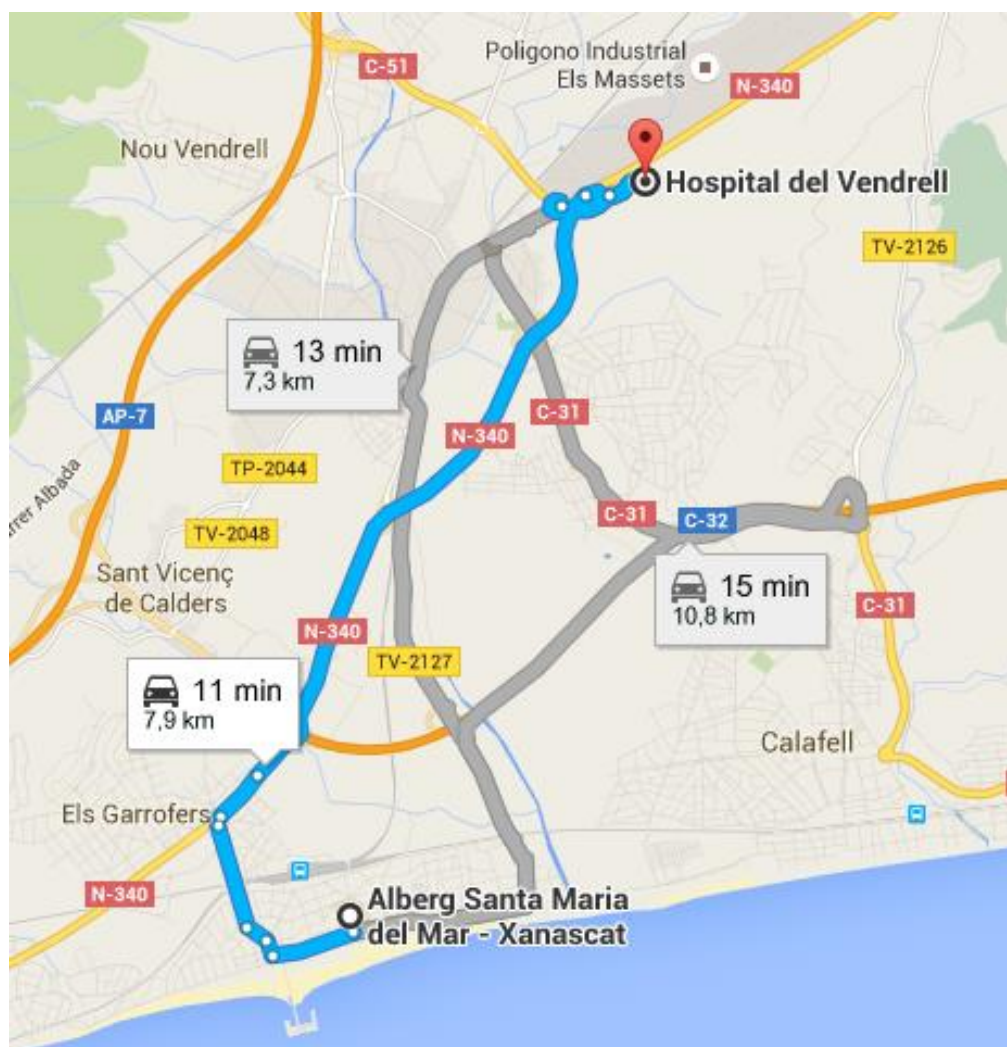 C-51
Poligono Industrial
Els Massets
N-340
Nou Vendrell
Hospital del Vendrell
TV-2126
13 min
7,3 km
AP-7
C-31
N-340
TP-2044
rrer Albada
C-31
C-32
TV-2048
Sant Vicenç
de Calders
15 min
10,8 km
C-31
N-340
TV-2127
11 min
7,9 km
Calafell
Els Garrofers
N-340
Alberg Santa Maria
del Mar - Xanascat